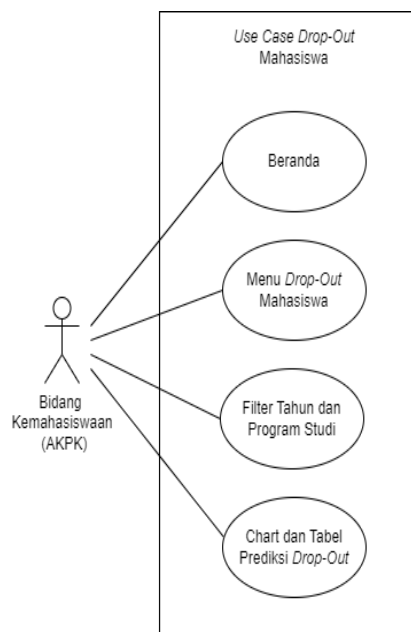 Use Case Drop-Out
Mahasiswa
Beranda
Menu Drop-Out
Mahasiswa
Bidang
Kemahasiswaan
(AKPK)
Filter Tahun dan
Program Studi
Chart dan Tabel
Prediksi Drop-Out